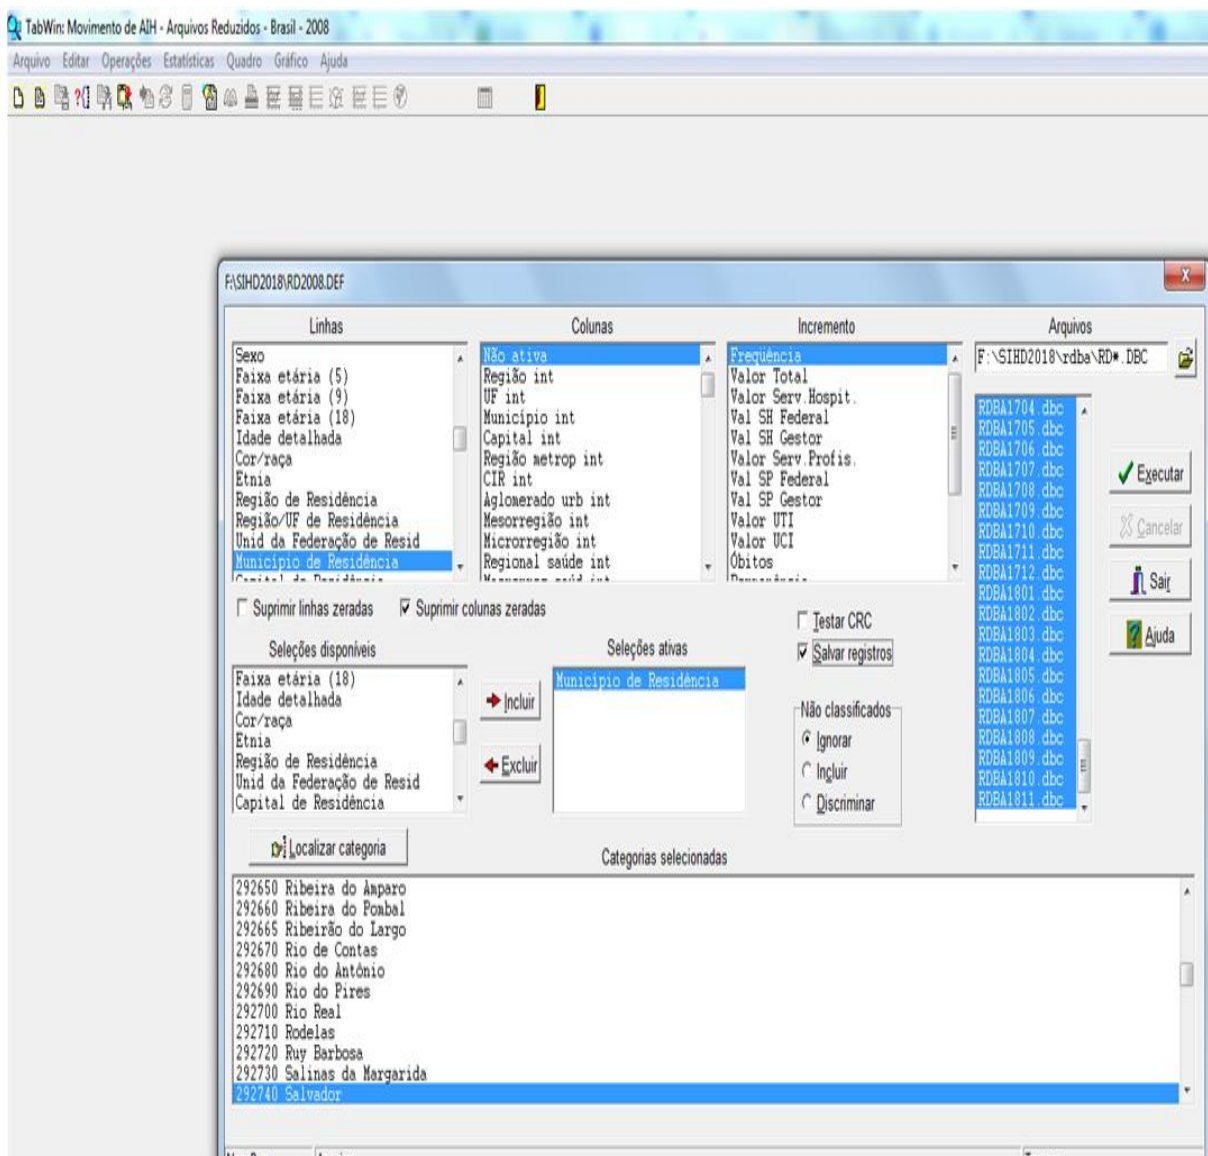 TabWin: Movimento de AIH - Arquivos Reduzidos - Brasil - 2008
Arquivo Editar Operações Estatísticas Quadro Gráfico Ajuda
F:\SIHD2018\RD2008.DEF
Linhas
Sexo
Faixa etária (5)
Faixa etária (9)
Faixa etária (18)
Idade detalhada
Cor/raça
Etnia
Região de Residência
Região/UF de Residência
Unid da Federação de Resid
Município de Residência
Capital de Residência
Colunas
Não ativa
Região int
UF int
Município int
Capital int
Região metrop int
CIR int
Aglomerado urb int
Mesorregião int
Microrregião int
Regional saúde int
Incremento
Freqüência
Valor Total
Valor Serv.Hospit.
Val SH Federal
Val SH Gestor
Valor Serv.Profis.
Val SP Federal
Val SP Gestor
Valor UTI
Valor UCI
Óbitos
Arquivos
F:\SIHD2018\rdba\RD*.DBC
RDBA1704.dbc
RDBA1705.dbc
RDBA1706.dbc
RDBA1707.dbc
RDBA1708.dbc
RDBA1709.dbc
RDBA1710.dbc
RDBA1711.dbc
RDBA1712.dbc
RDBA1801.dbc
RDBA1802.dbc
RDBA1803.dbc
RDBA1804.dbc
RDBA1805.dbc
RDBA1806.dbc
RDBA1807.dbc
RDBA1808.dbc
RDBA1809.dbc
RDBA1810.dbc
RDBA1811.dbc
Executar
Cancelar
Sair
Ajuda
Suprimir linhas zeradas
Suprimir colunas zeradas
Testar CRC
Salvar registros
Seleções disponíveis
Faixa etária (18)
Idade detalhada
Cor/raça
Etnia
Região de Residência
Unid da Federação de Resid
Capital de Residência
Incluir
Excluir
Seleções ativas
Município de Residência
Não classificados
Ignorar
Incluir
Discriminar
Localizar categoria
Categorias selecionadas
292650 Ribeira do Amparo
292660 Ribeira do Pombal
292665 Ribeirão do Largo
292670 Rio de Contas
292680 Rio do Antônio
292690 Rio do Pires
292700 Rio Real
292710 Rodelas
292720 Ruy Barbosa
292730 Salinas da Margarida
292740 Salvador